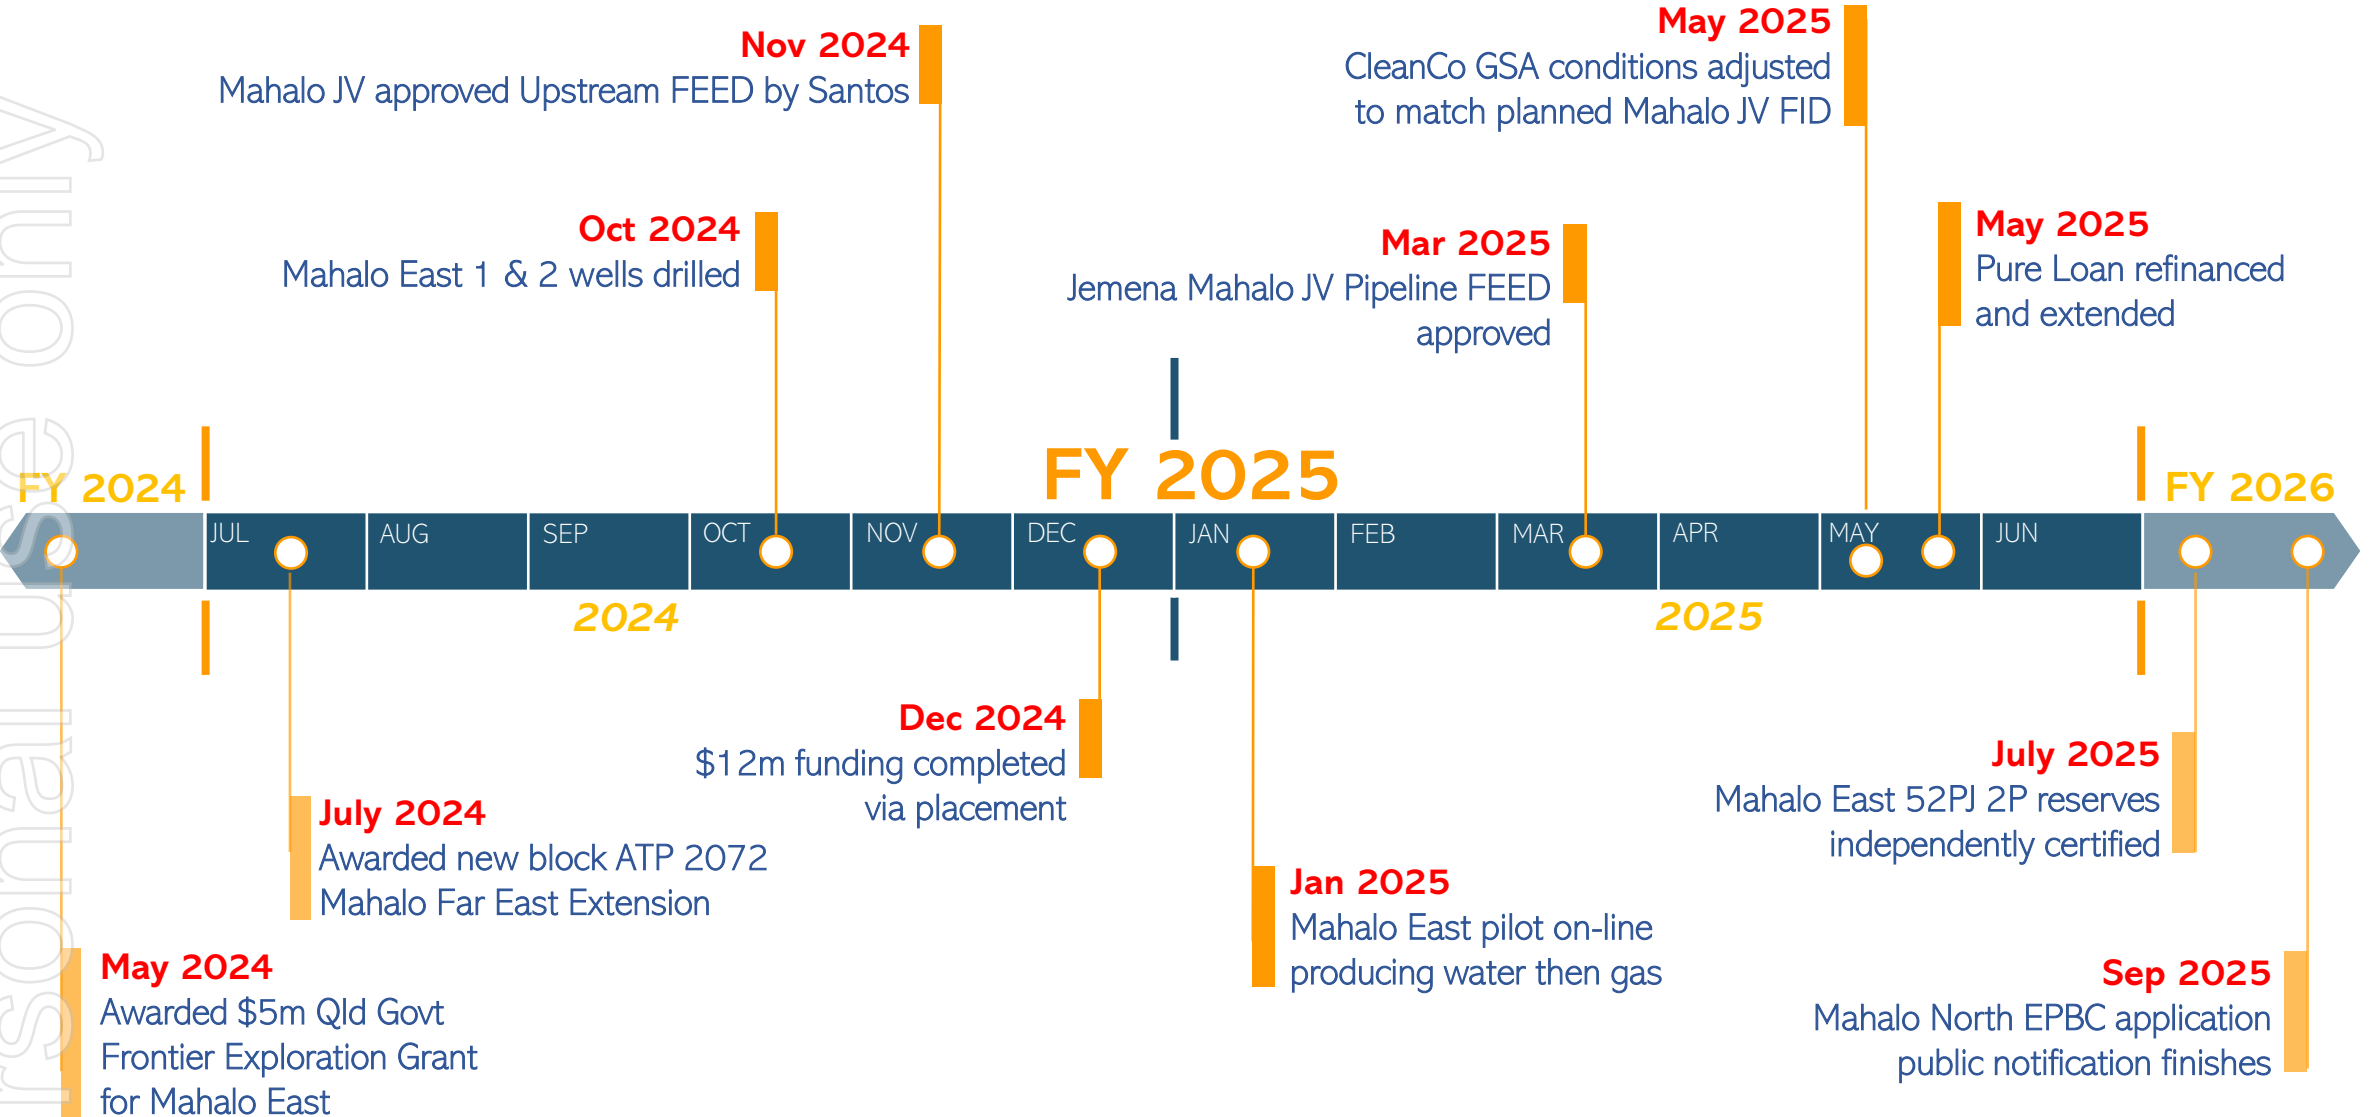 Nov 2024
Mahalo JV approved Upstream FEED by Santos
May 2025
CleanCo GSA conditions adjusted
to match planned Mahalo JV FID
Oct 2024
Mahalo East 1 & 2 wells drilled
Mar 2025
Jemena Mahalo JV Pipeline FEED
approved
May 2025
Pure Loan refinanced
and extended
FY 2024
FY 2025
FY 2026
JUL
AUG
SEP
OCT
NOV
DEC
JAN
FEB
MAR
APR
MAY
JUN
2024
2025
Dec 2024
$12m funding completed
via placement
July 2025
Mahalo East 52PJ 2P reserves
independently certified
July 2024
Awarded new block ATP 2072
Mahalo Far East Extension
Jan 2025
Mahalo East pilot on-line
producing water then gas
May 2024
Awarded $5m Qld Govt
Frontier Exploration Grant
for Mahalo East
Sep 2025
Mahalo North EPBC application
public notification finishes
rsonal use only